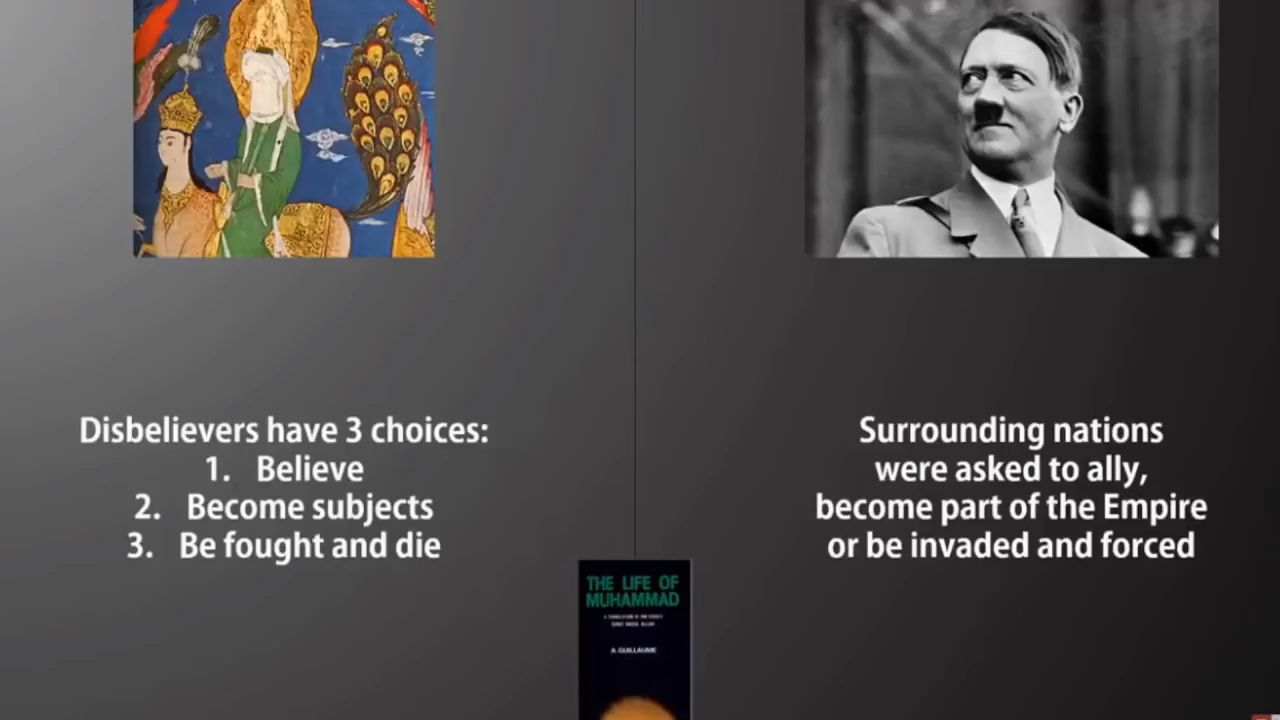 Disbelievers have 3 choices:
1. Believe
2. Become subjects
3. Be fought and die
Surrounding nations
were asked to ally,
become part of the Empire
or be invaded and forced
THE LIFE OF
MUHAMMAD
A. GUILLAUME